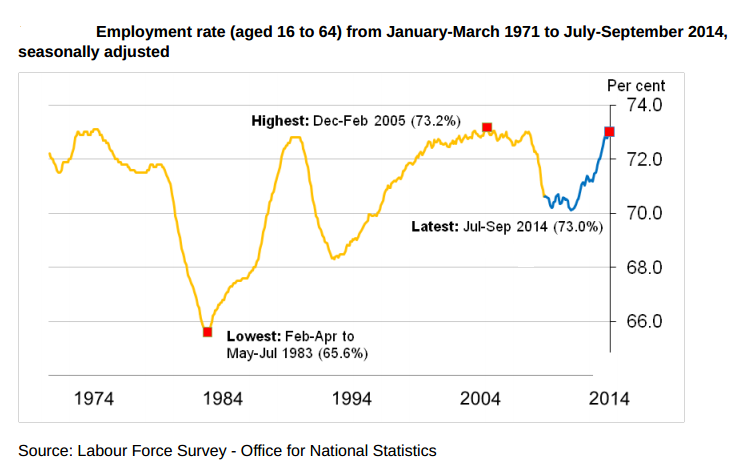 Employment rate (aged 16 to 64) from January-March 1971 to July-September 2014,
seasonally adjusted
Per cent
74.0
Highest: Dec-Feb 2005 (73.2%)
72.0
70.0
Latest: Jul-Sep 2014 (73.0%)
68.0
66.0
Lowest: Feb-Apr to
May-Jul 1983 (65.6%)
1974 1984 1994 2004 2014
Source: Labour Force Survey - Office for National Statistics